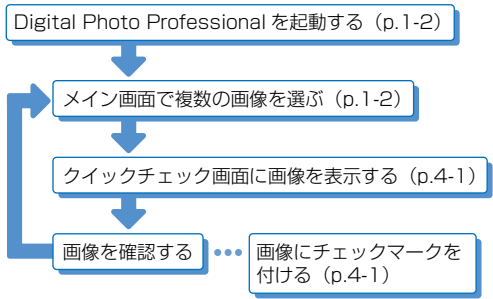 Digital Photo Professional を起動する（p.1-2）
メイン画面で複数の画像を選ぶ（p.1-2）
クイックチェック画面に画像を表示する（p.4-1）
画像を確認する
画像にチェックマークを
付ける（p.4-1）